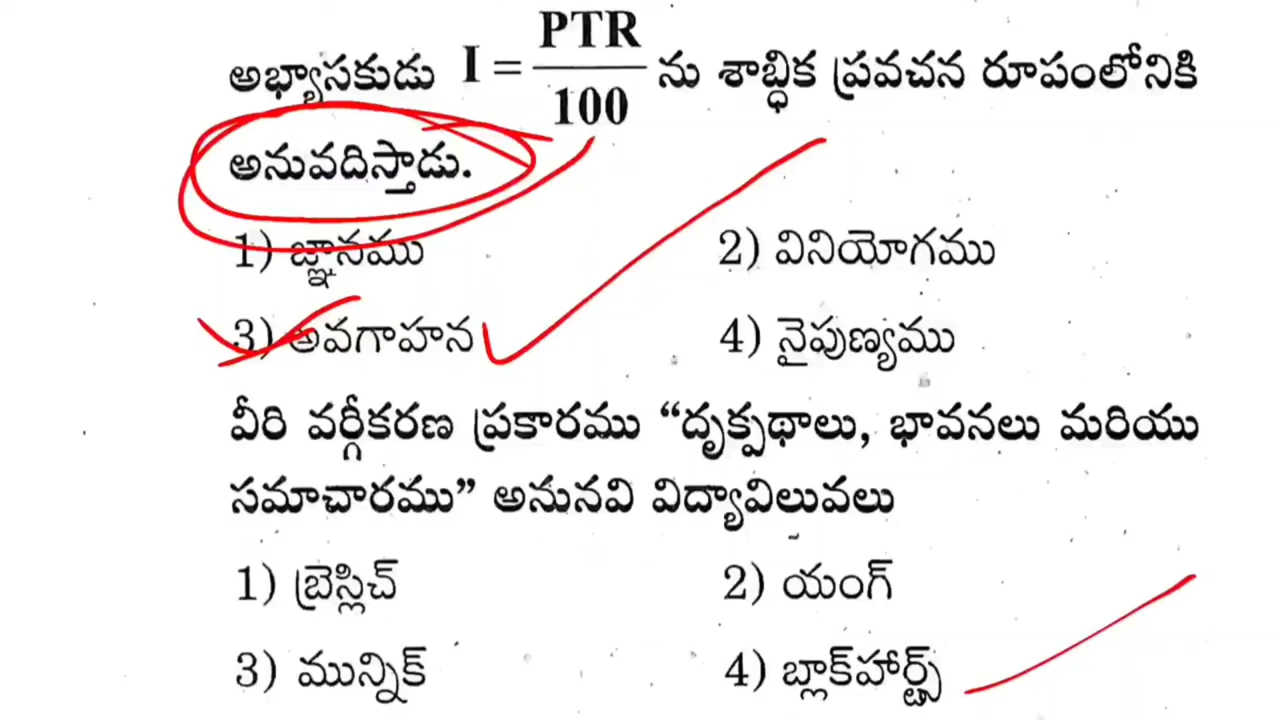 అభ్యాసకుడు I = PTR/100 ను శాబ్ధిక ప్రవచన రూపంలోనికి
అనువదిస్తాడు.
1) జ్ఞానము 2) వినియోగము
3) అవగాహన 4) నైపుణ్యము
వీరి వర్గీకరణ ప్రకారము “దృక్పథాలు, భావనలు మరియు
సమాచారము” అనునవి విద్యావిలువలు
1) బ్రెస్లిచ్ 2) యంగ్
3) మున్నిక్ 4) బ్లాక్‌హార్ట్స్